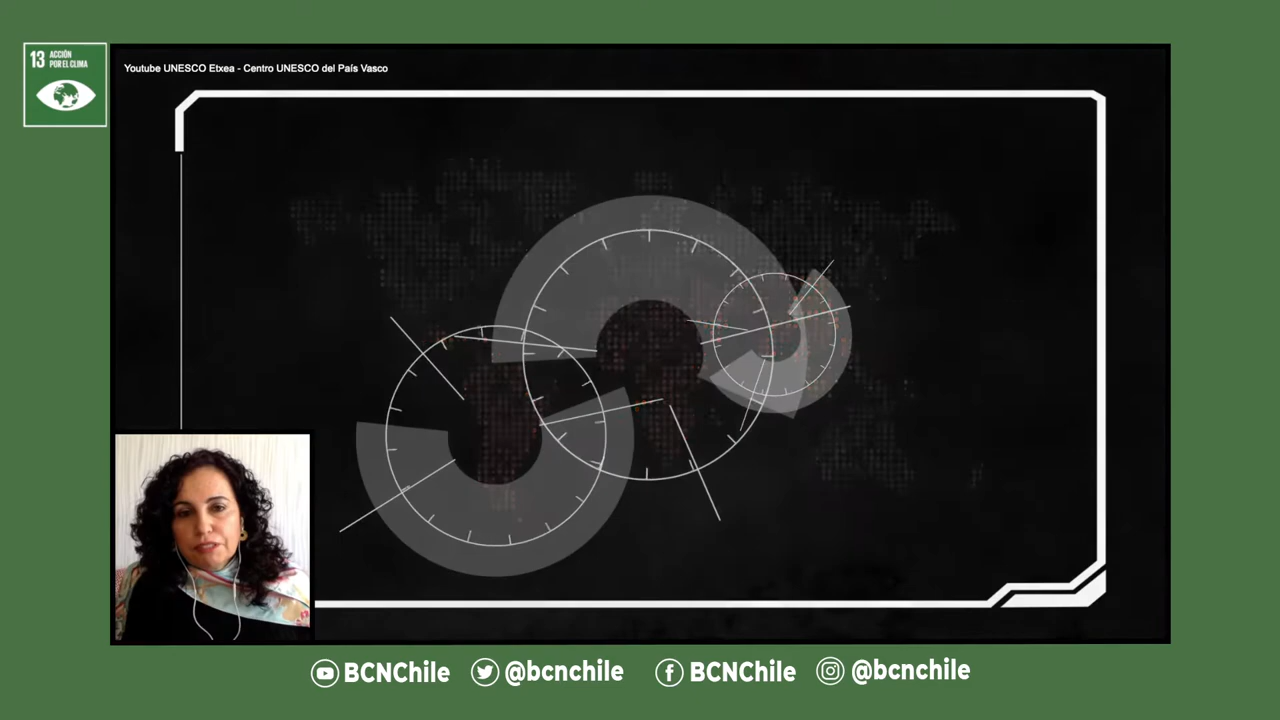 13 ACCIÓN
POR EL CLIMA
Youtube UNESCO Etxea - Centro UNESCO del País Vasco
BCNChile @bcnchile BCNChile @bcnchile